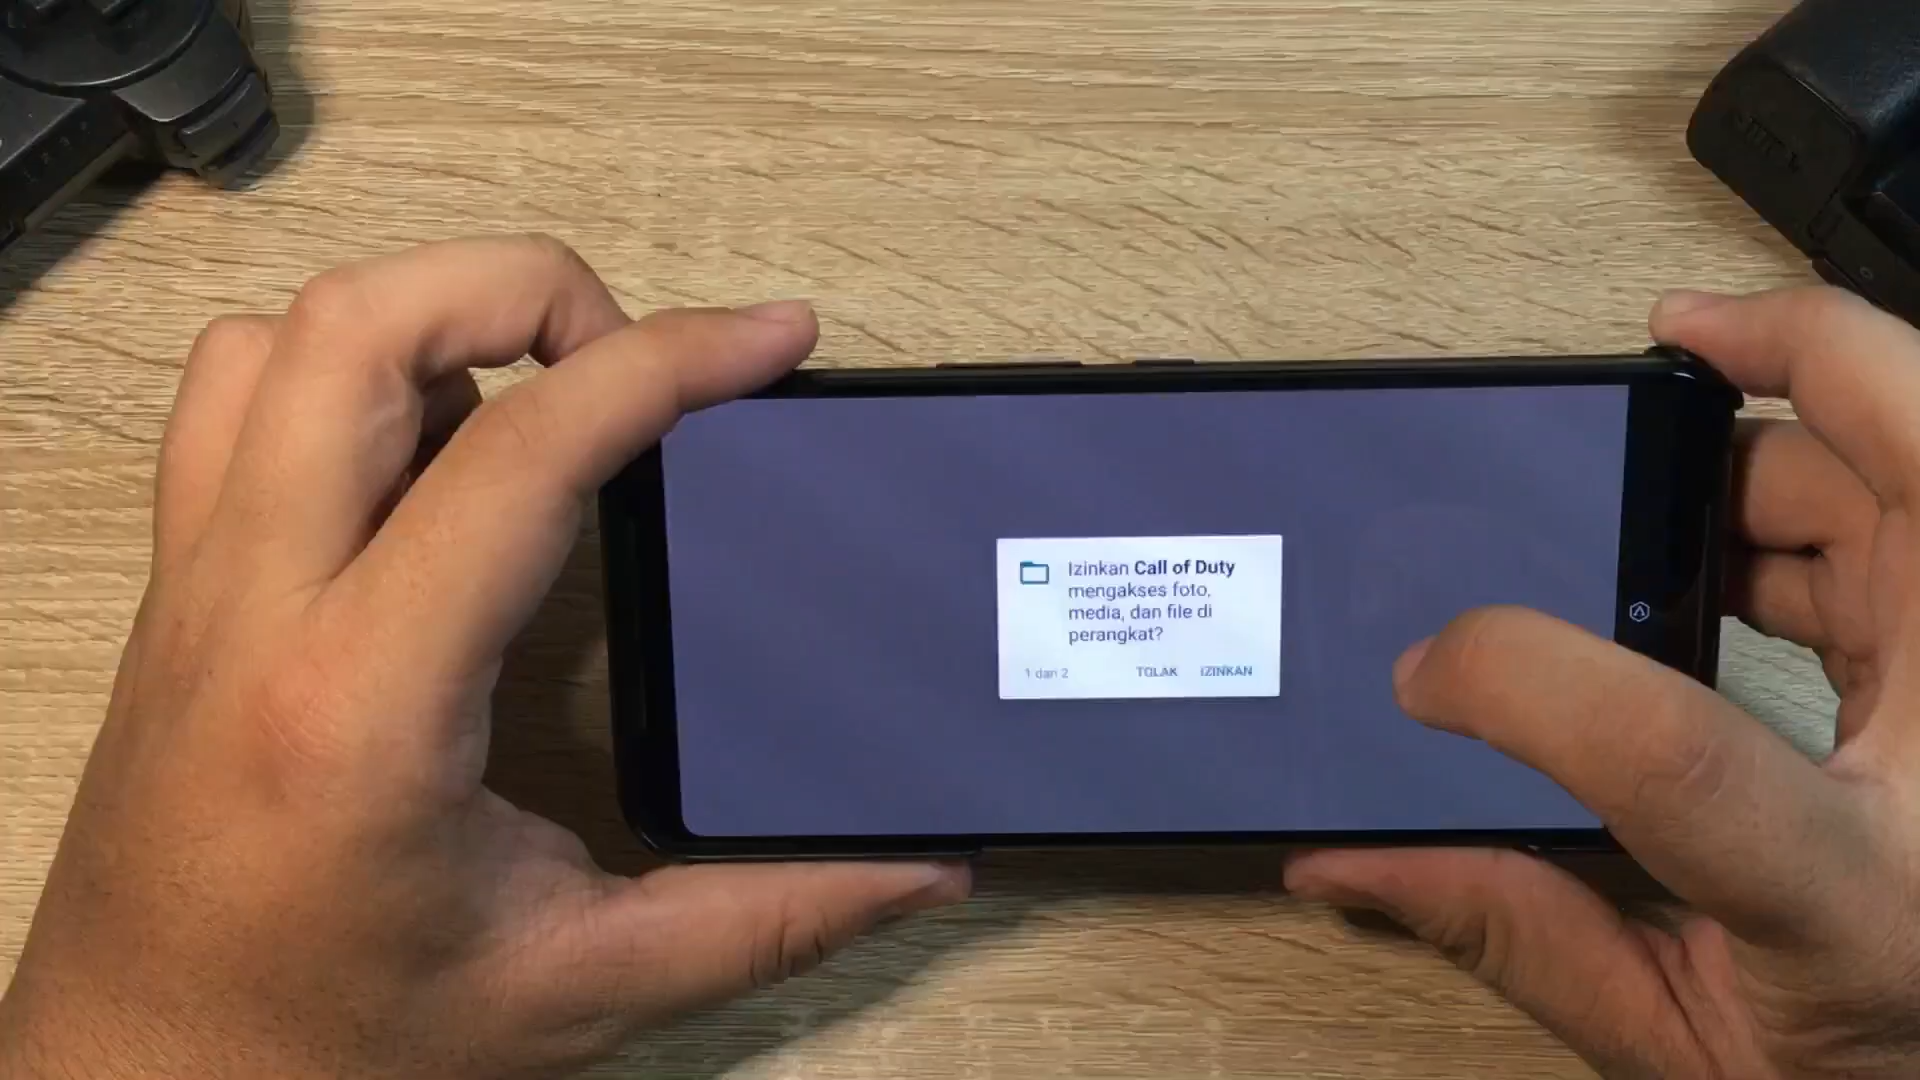 Izinkan Call of Duty
mengakses foto,
media, dan file di
perangkat?
1 dari 2
TOLAK IZINKAN